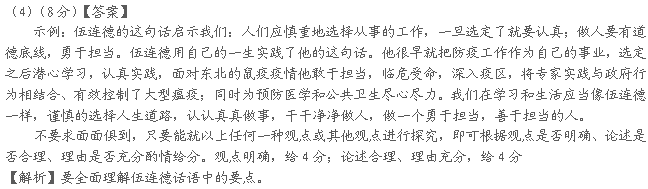 (4)(8分)【答案】
示例：伍连德的这句话启示我们：人们应慎重地选择从事的工作，一旦选定了就要认真；做人要有道
德底线，勇于担当。伍连德用自己的一生实践了他的这句话。他很早就把防疫工作作为自己的事业，选定
之后潜心学习，认真实践，面对东北的鼠疫疫情他敢于担当，临危受命，深入疫区，将专家实践与政府行
为相结合、有效控制了大型瘟疫；同时为预防医学和公共卫生尽心尽力。我们在学习和生活应当像伍连德
一样，谨慎的选择人生道路，认认真真做事，干干净净做人，做一个勇于担当，善于担当的人。
不要求面面俱到，只要能就以上任何一种观点或其他观点进行探究，即可根据观点是否明确、论述是
否合理、理由是否充分酌情给分。观点明确，给4分；论述合理、理由充分，给4分
【解析】要全面理解伍连德话语中的要点。